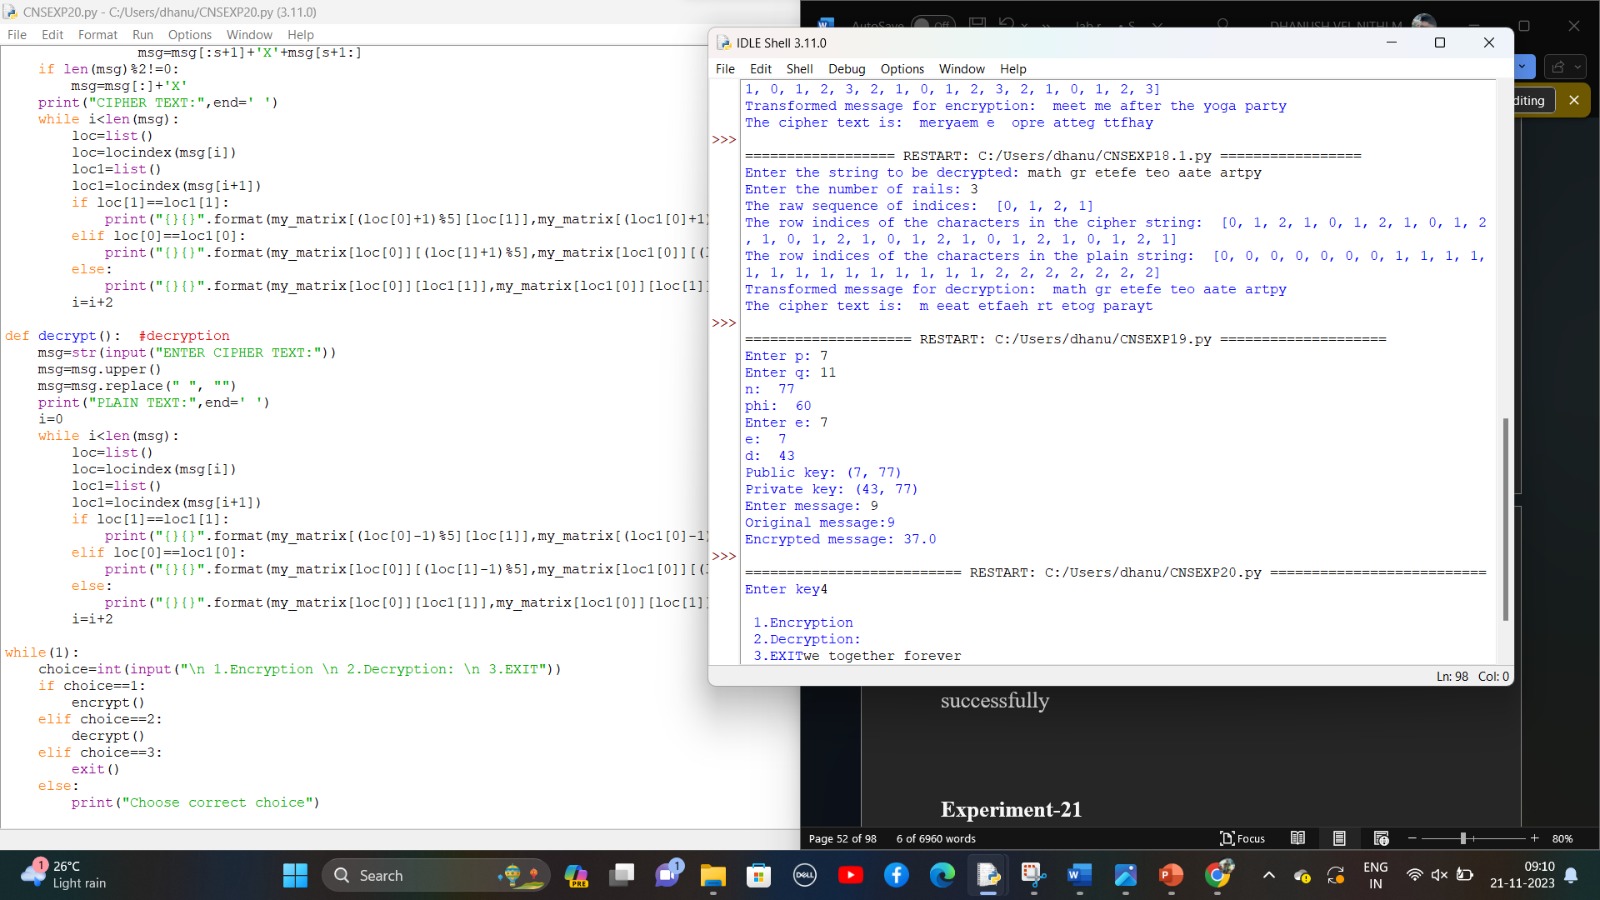 CNSEXP20.py - C:/Users/dhanu/CNSEXP20.py (3.11.0)
File Edit Format Run Options Window Help
msg=msg[:s+1]+'X'+msg[s+1:]
if len(msg)%2!=0:
msg=msg[:]+'X'
print("CIPHER TEXT:",end=' ')
while i<len(msg):
loc=list()
loc=locindex(msg[i])
loc1=list()
loc1=locindex(msg[i+1])
if loc[1]==loc1[1]:
print("{}{}".format(my_matrix[(loc[0]+1)%5][loc[1]],my_matrix[(loc1[0]+1)
elif loc[0]==loc1[0]:
print("{}{}".format(my_matrix[loc[0]][(loc[1]+1)%5],my_matrix[loc1[0]][(
else:
print("{}{}".format(my_matrix[loc[0]][loc1[1]],my_matrix[loc1[0]][loc[1]]
i=i+2
def decrypt():  #decryption
msg=str(input("ENTER CIPHER TEXT:"))
msg=msg.upper()
msg=msg.replace(" ", "")
print("PLAIN TEXT:",end=' ')
i=0
while i<len(msg):
loc=list()
loc=locindex(msg[i])
loc1=list()
loc1=locindex(msg[i+1])
if loc[1]==loc1[1]:
print("{}{}".format(my_matrix[(loc[0]-1)%5][loc[1]],my_matrix[(loc1[0]-1)
elif loc[0]==loc1[0]:
print("{}{}".format(my_matrix[loc[0]][(loc[1]-1)%5],my_matrix[loc1[0]][(
else:
print("{}{}".format(my_matrix[loc[0]][loc1[1]],my_matrix[loc1[0]][loc[1]]
i=i+2
while(1):
choice=int(input("\n 1.Encryption \n 2.Decryption: \n 3.EXIT"))
if choice==1:
encrypt()
elif choice==2:
decrypt()
elif choice==3:
exit()
else:
print("Choose correct choice")
AutoSave Off
DHANUSH VEL NITHI M
IDLE Shell 3.11.0
File Edit Shell Debug Options Window Help
diting
1, 0, 1, 2, 3, 2, 1, 0, 1, 2, 3, 2, 1, 0, 1, 2, 3]
Transformed message for encryption:  meet me after the yoga party
The cipher text is:  meryaem e  opre atteg ttfhay
>>>
================== RESTART: C:/Users/dhanu/CNSEXP18.1.py =================
Enter the string to be decrypted: math gr etefe teo aate artpy
Enter the number of rails: 3
The raw sequence of indices:  [0, 1, 2, 1]
The row indices of the characters in the cipher string:  [0, 1, 2, 1, 0, 1, 2, 1, 0, 1, 2
, 1, 0, 1, 2, 1, 0, 1, 2, 1, 0, 1, 2, 1, 0, 1, 2, 1]
The row indices of the characters in the plain string:  [0, 0, 0, 0, 0, 0, 0, 1, 1, 1, 1,
1, 1, 1, 1, 1, 1, 1, 1, 1, 1, 2, 2, 2, 2, 2, 2, 2]
Transformed message for decryption:  math gr etefe teo aate artpy
The cipher text is:  m eeat etfaeh rt etog parayt
>>>
==================== RESTART: C:/Users/dhanu/CNSEXP19.py ====================
Enter p: 7
Enter q: 11
n:  77
phi:  60
Enter e: 7
e:  7
d:  43
Public key: (7, 77)
Private key: (43, 77)
Enter message: 9
Original message:9
Encrypted message: 37.0
>>>
========================== RESTART: C:/Users/dhanu/CNSEXP20.py ==========================
Enter key4
1.Encryption
2.Decryption:
3.EXITwe together forever
Ln: 98 Col: 0
successfully
Experiment-21
Page 52 of 98 6 of 6960 words Focus 80%
1 26°C
Light rain
Search
PRE
1
DELL
ENG
IN
09:10
21-11-2023